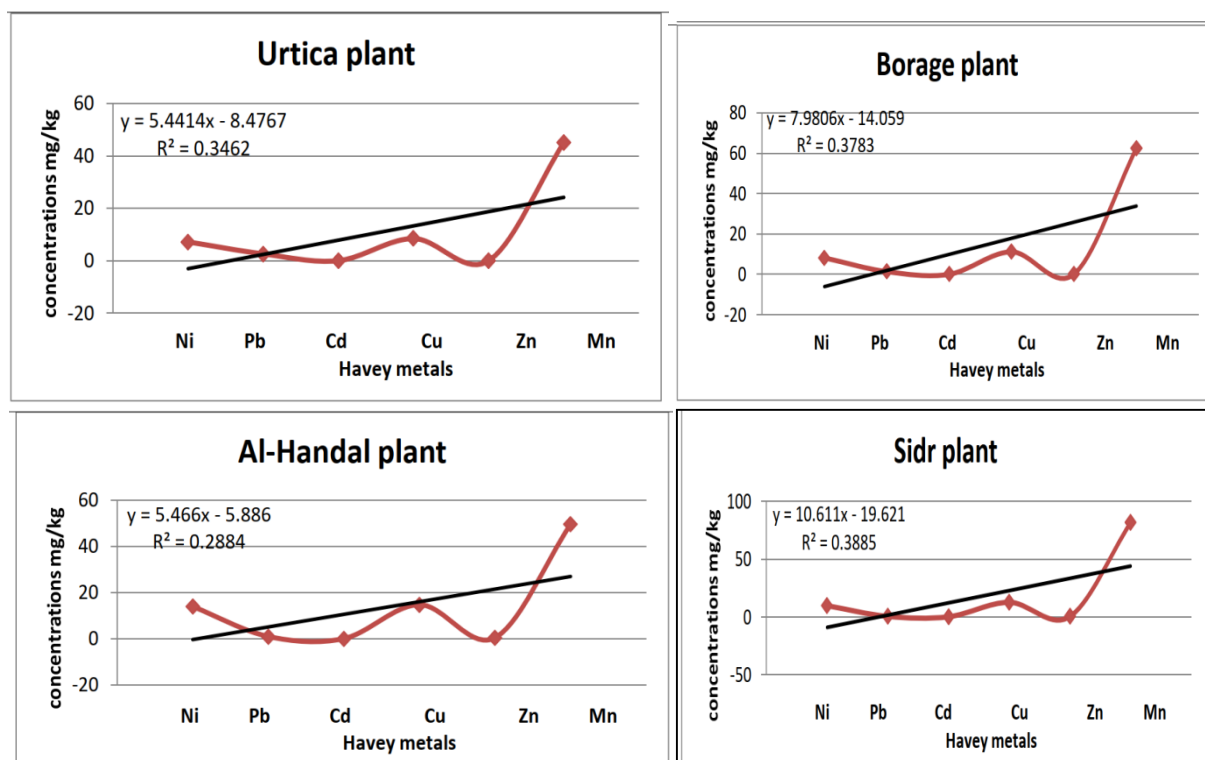 Urtica plant
concentrations mg/kg
60
40
20
0
-20
y = 5.4414x - 8.4767
R² = 0.3462
Ni Pb Cd Cu Zn Mn
Havey metals
Borage plant
concentrations mg/kg
80
60
40
20
0
-20
y = 7.9806x - 14.059
R² = 0.3783
Ni Pb Cd Cu Zn Mn
Havey metals
Al-Handal plant
concentrations mg/kg
60
40
20
0
-20
y = 5.466x - 5.886
R² = 0.2884
Ni Pb Cd Cu Zn Mn
Havey metals
Sidr plant
concentrations mg/kg
100
50
0
-50
y = 10.611x - 19.621
R² = 0.3885
Ni Pb Cd Cu Zn Mn
Havey metals